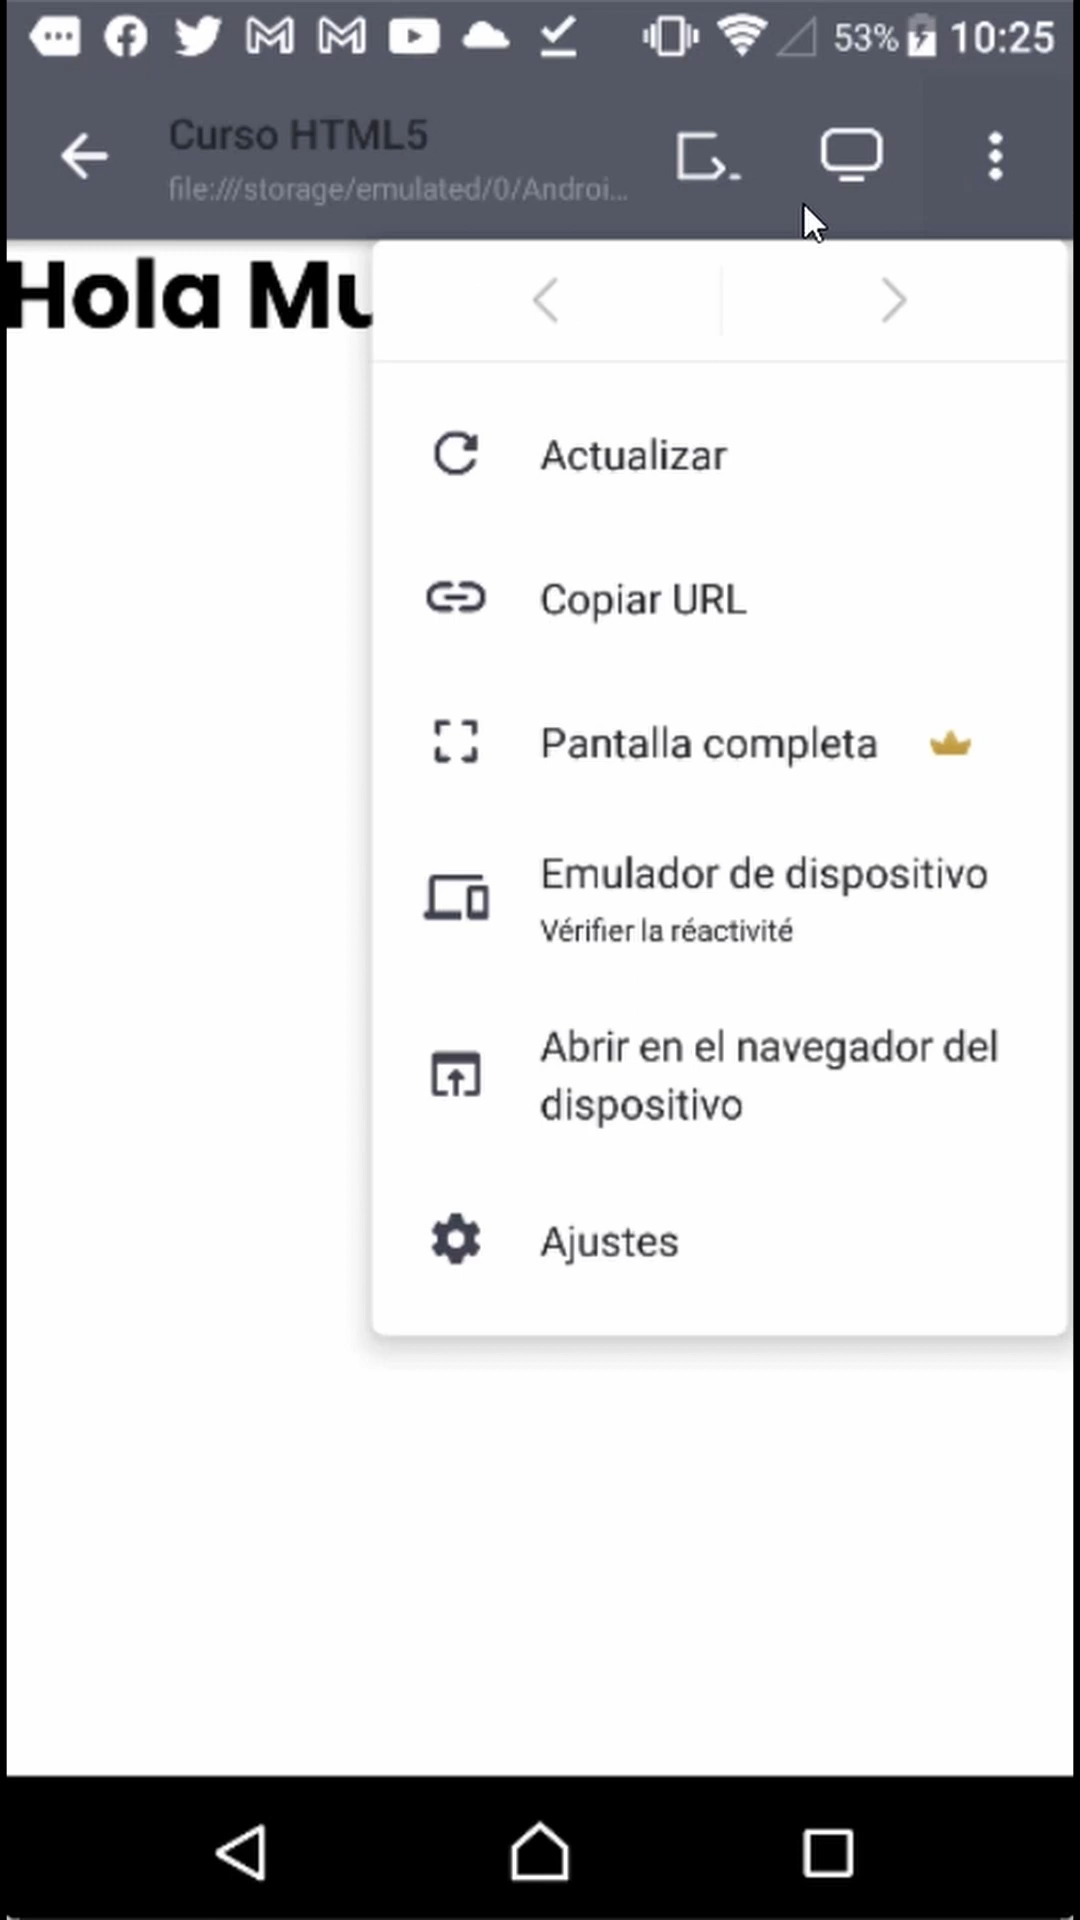 53% 10:25
Curso HTML5
file:///storage/emulated/0/Androi...
Hola Mu
Actualizar
Copiar URL
Pantalla completa
Emulador de dispositivo
Vérifier la réactivité
Abrir en el navegador del
dispositivo
Ajustes